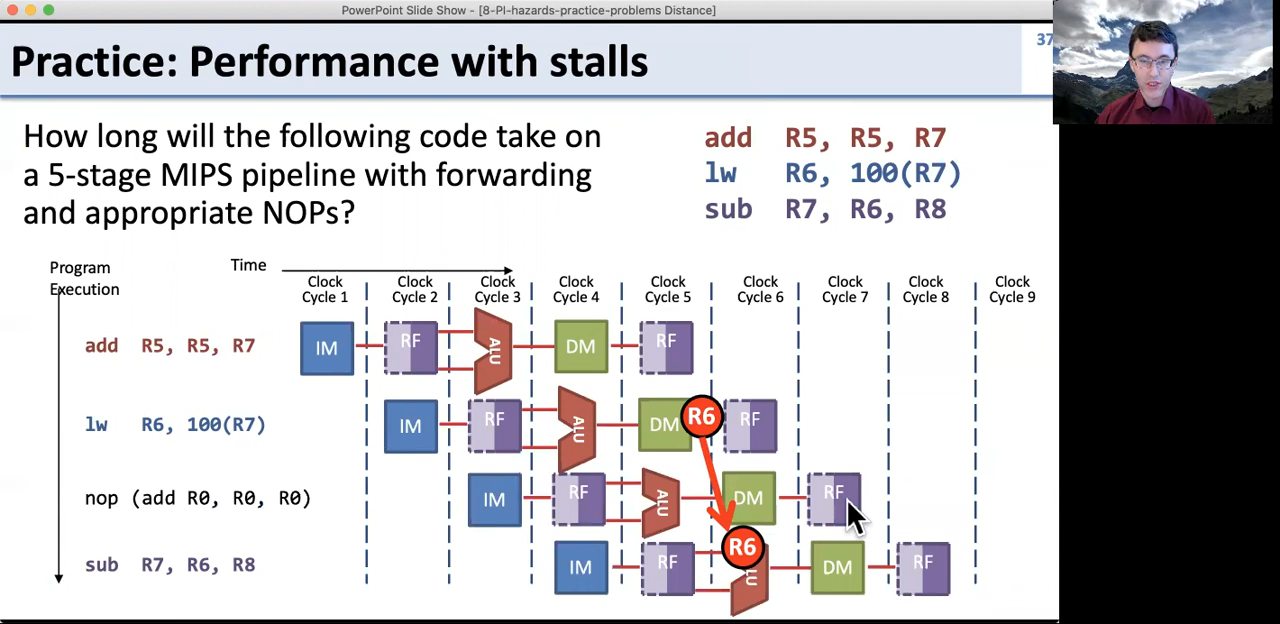 PowerPoint Slide Show - [8-PI-hazards-practice-problems Distance]
Practice: Performance with stalls
37
How long will the following code take on
a 5-stage MIPS pipeline with forwarding
and appropriate NOPs?
add R5, R5, R7
lw R6, 100(R7)
sub R7, R6, R8
Program
Execution
Time
Clock
Cycle 1
Clock
Cycle 2
Clock
Cycle 3
Clock
Cycle 4
Clock
Cycle 5
Clock
Cycle 6
Clock
Cycle 7
Clock
Cycle 8
Clock
Cycle 9
add R5, R5, R7
IM
RF
ALU
DM
RF
lw R6, 100(R7)
IM
RF
ALU
DM
R6
RF
nop (add R0, R0, R0)
IM
RF
ALU
DM
RF
sub R7, R6, R8
IM
RF
R6
LU
DM
RF